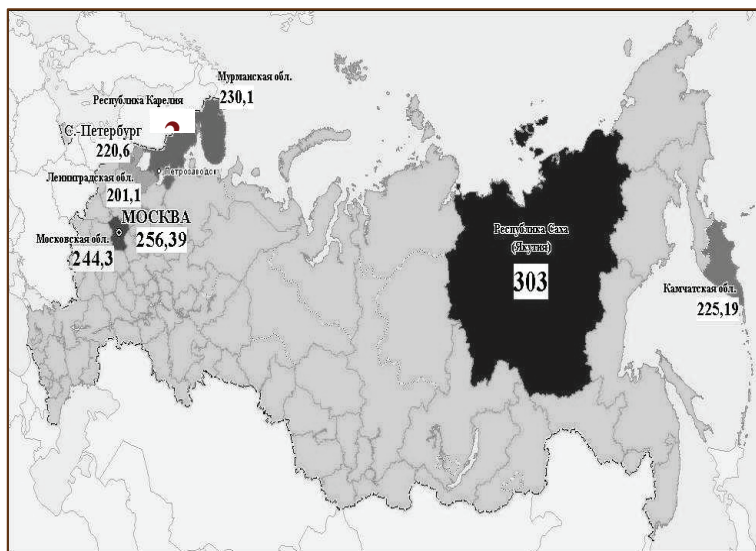 Мурманская обл.
230,1
Республика Карелия
С.-Петербург
220,6
Петрозаводск
Ленинградская обл.
201,1
МОСКВА
256,39
Московская обл.
244,3
Республика Саха
(Якутия)
303
Камчатская обл.
225,19